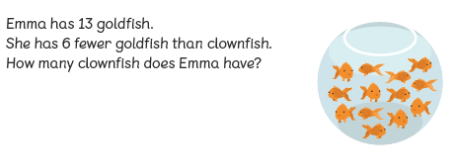 Emma has 13 goldfish.
She has 6 fewer goldfish than clownfish.
How many clownfish does Emma have?